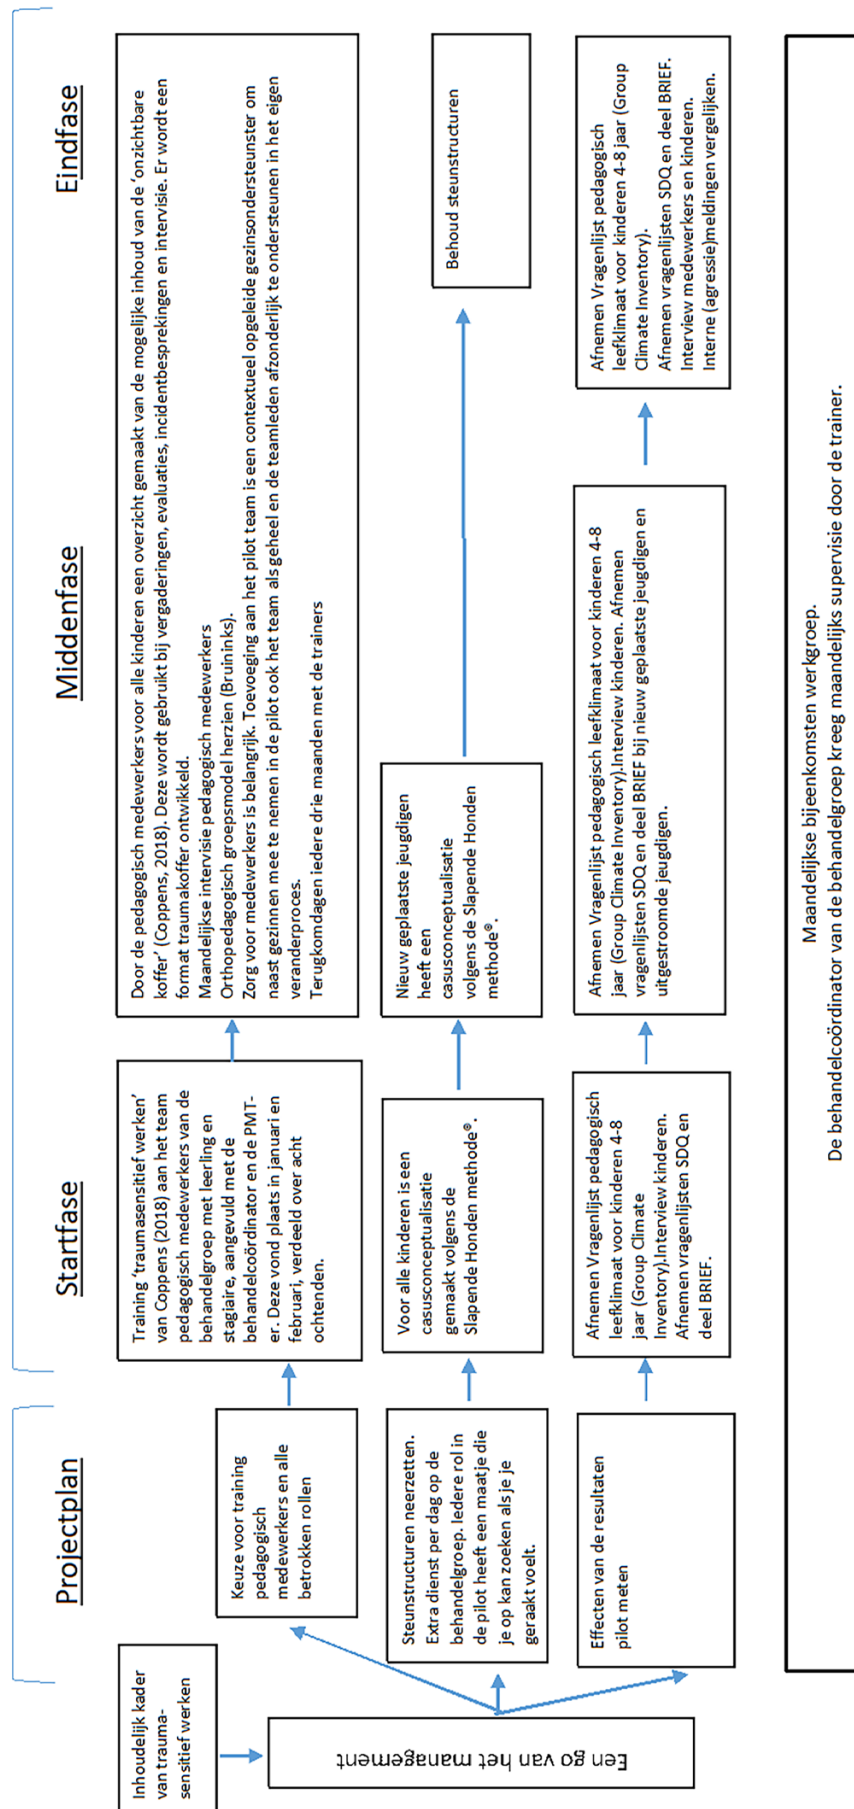 Projectplan
Startfase
Middenfase
Eindfase
Inhoudelijk kader
van trauma-
sensitief werken
Een go van het management
Keuze voor training
pedagogisch
medewerkers en alle
betrokken rollen
Training ‘traumasensitief werken’
van Coppens (2018) aan het team
pedagogisch medewerkers van de
behandelgroep met leerling en
stagiaire, aangevuld met de
behandelcoördinator en de PMT-
er. Deze vond plaats in januari en
februari, verdeeld over acht
ochtenden.
Door de pedagogisch medewerkers voor alle kinderen een overzicht gemaakt van de mogelijke inhoud van de ‘onzichtbare
koffer’ (Coppens, 2018). Deze wordt gebruikt bij vergaderingen, evaluaties, incidentbesprekingen en intervisie. Er wordt een
format traumakoffer ontwikkeld.
Maandelijkse intervisie pedagogisch medewerkers
Orthopedagogisch groepsmodel herzien (Bruininks).
Zorg voor medewerkers is belangrijk. Toevoeging aan het pilot team is een contextueel opgeleide gezinsondersteunster om
naast gezinnen mee te nemen in de pilot ook het team als geheel en de teamleden afzonderlijk te ondersteunen in het eigen
veranderproces.
Terugkomdagen iedere drie maanden met de trainers
Steunstructuren neerzetten.
Extra dienst per dag op de
behandelgroep. Iedere rol in
de pilot heeft een maatje die
je op kan zoeken als je je
geraakt voelt.
Voor alle kinderen is een
casusconceptualisatie
gemaakt volgens de
Slapende Honden methode®.
Nieuw geplaatste jeugdigen
heeft een
casusconceptualisatie
volgens de Slapende Honden
methode®.
Behoud steunstructuren
Effecten van de resultaten
pilot meten
Afnemen Vragenlijst pedagogisch
leefklimaat voor kinderen 4-8
jaar (Group Climate
Inventory).Interview kinderen.
Afnemen vragenlijsten SDQ en
deel BRIEF.
Afnemen Vragenlijst pedagogisch leefklimaat voor kinderen 4-8
jaar (Group Climate Inventory).Interview kinderen. Afnemen
vragenlijsten SDQ en deel BRIEF bij nieuw geplaatste jeugdigen en
uitgestroomde jeugdigen.
Afnemen Vragenlijst pedagogisch
leefklimaat voor kinderen 4-8 jaar (Group
Climate Inventory).
Afnemen vragenlijsten SDQ en deel BRIEF.
Interview medewerkers en kinderen.
Interne (agressie)meldingen vergelijken.
Maandelijkse bijeenkomsten werkgroep.
De behandelcoördinator van de behandelgroep kreeg maandelijks supervisie door de trainer.